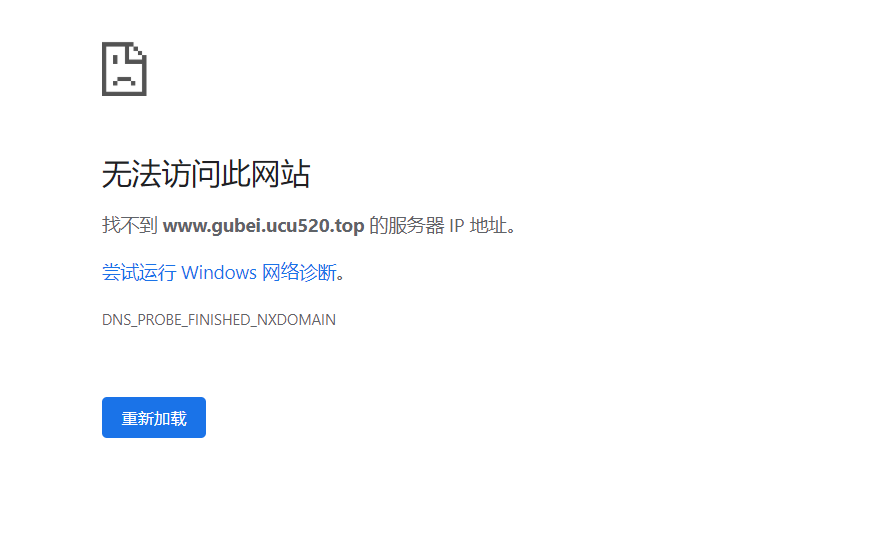 无法访问此网站
找不到 www.gubei.ucu520.top 的服务器 IP 地址。
尝试运行 Windows 网络诊断。
DNS_PROBE_FINISHED_NXDOMAIN
重新加载